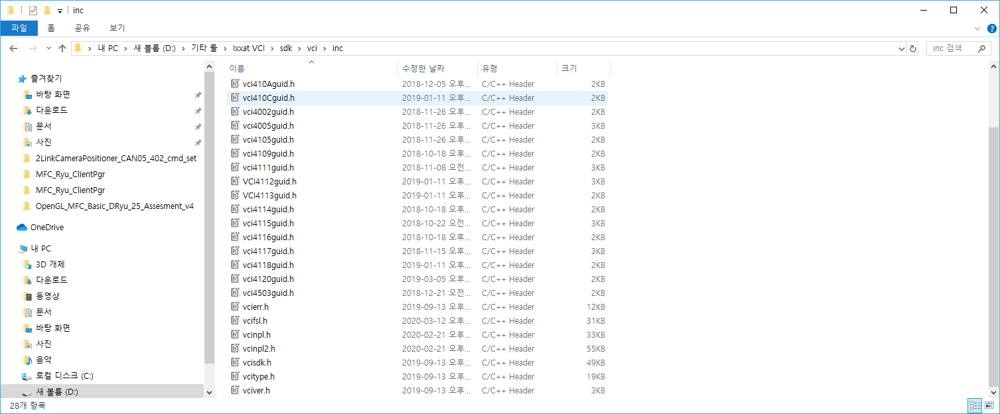 inc
파일 홈 공유 보기
내 PC 새 볼륨 (D:) 기타 툴 Ixxat VCI sdk vci inc
inc 검색
즐겨찾기
바탕 화면
다운로드
문서
사진
2LinkCameraPositioner_CAN05_402_cmd_set
MFC_Ryu_ClientPgr
MFC_Ryu_ClientPgr
OpenGL_MFC_Basic_DRyu_25_Assesment_v4
OneDrive
내 PC
3D 개체
다운로드
동영상
문서
바탕 화면
사진
음악
로컬 디스크 (C:)
새 볼륨 (D:)
이름 수정한 날짜 유형 크기
vci410Aguid.h 2018-12-05 오후... C/C++ Header 2KB
vci410Cguid.h 2019-01-11 오후... C/C++ Header 2KB
vci4002guid.h 2018-11-26 오후... C/C++ Header 2KB
vci4005guid.h 2018-11-26 오후... C/C++ Header 3KB
vci4105guid.h 2018-11-26 오후... C/C++ Header 2KB
vci4109guid.h 2018-10-18 오후... C/C++ Header 2KB
vci4111guid.h 2018-11-08 오전... C/C++ Header 3KB
VCI4112guid.h 2019-01-11 오후... C/C++ Header 3KB
VCI4113guid.h 2019-01-11 오후... C/C++ Header 2KB
vci4114guid.h 2018-10-18 오후... C/C++ Header 2KB
vci4115guid.h 2018-10-22 오전... C/C++ Header 3KB
vci4116guid.h 2018-10-18 오후... C/C++ Header 2KB
vci4117guid.h 2018-11-15 오후... C/C++ Header 3KB
vci4118guid.h 2019-01-11 오후... C/C++ Header 2KB
vci4120guid.h 2019-03-05 오후... C/C++ Header 2KB
vci4503guid.h 2018-12-21 오전... C/C++ Header 2KB
vcierr.h 2019-09-13 오후... C/C++ Header 12KB
vcifsl.h 2020-03-12 오후... C/C++ Header 31KB
vcinpl.h 2020-02-21 오후... C/C++ Header 33KB
vcinpl2.h 2020-02-21 오후... C/C++ Header 55KB
vcisdk.h 2019-09-13 오후... C/C++ Header 49KB
vcitype.h 2019-09-13 오후... C/C++ Header 19KB
vciver.h 2019-09-13 오후... C/C++ Header 3KB
28개 항목